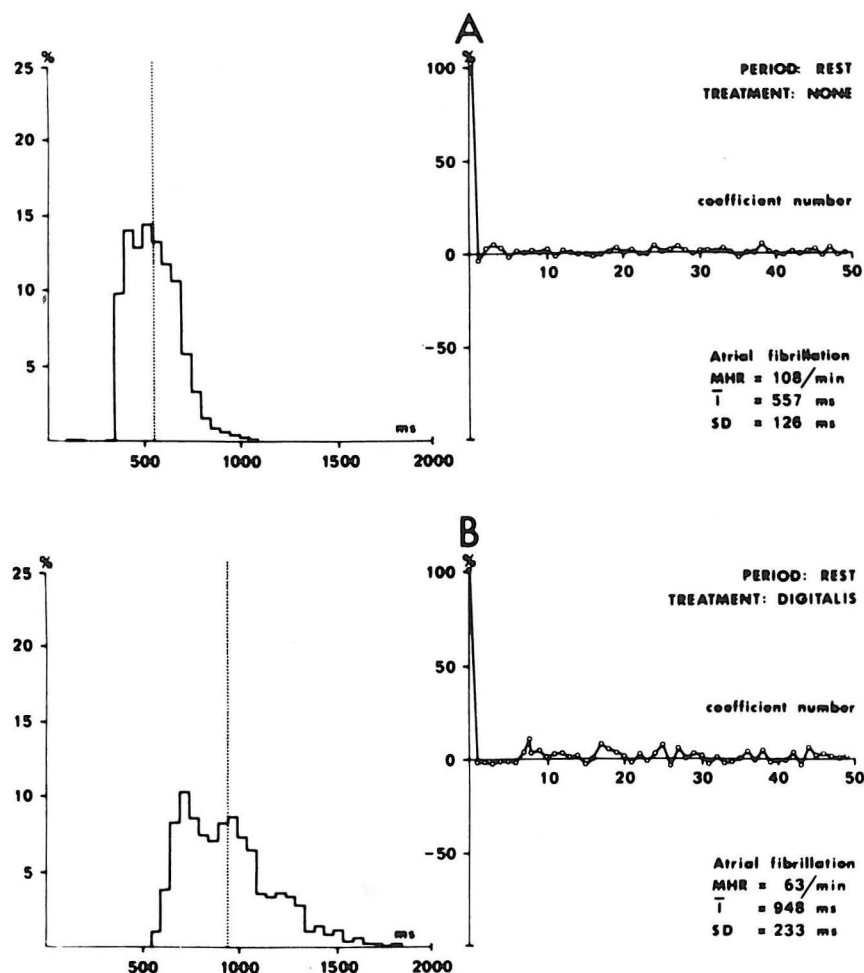 A
%
25
20
15
10
5
ms
500
1000
1500
2000
%
100
50
0
-50
10
20
30
40
50
PERIOD: REST
TREATMENT: NONE
coefficient number
Atrial fibrillation
MHR = 108/min
I = 557 ms
SD = 126 ms
B
%
25
20
15
10
5
ms
500
1000
1500
2000
%
100
50
0
-50
10
20
30
40
50
PERIOD: REST
TREATMENT: DIGITALIS
coefficient number
Atrial fibrillation
MHR = 63/min
I = 948 ms
SD = 233 ms